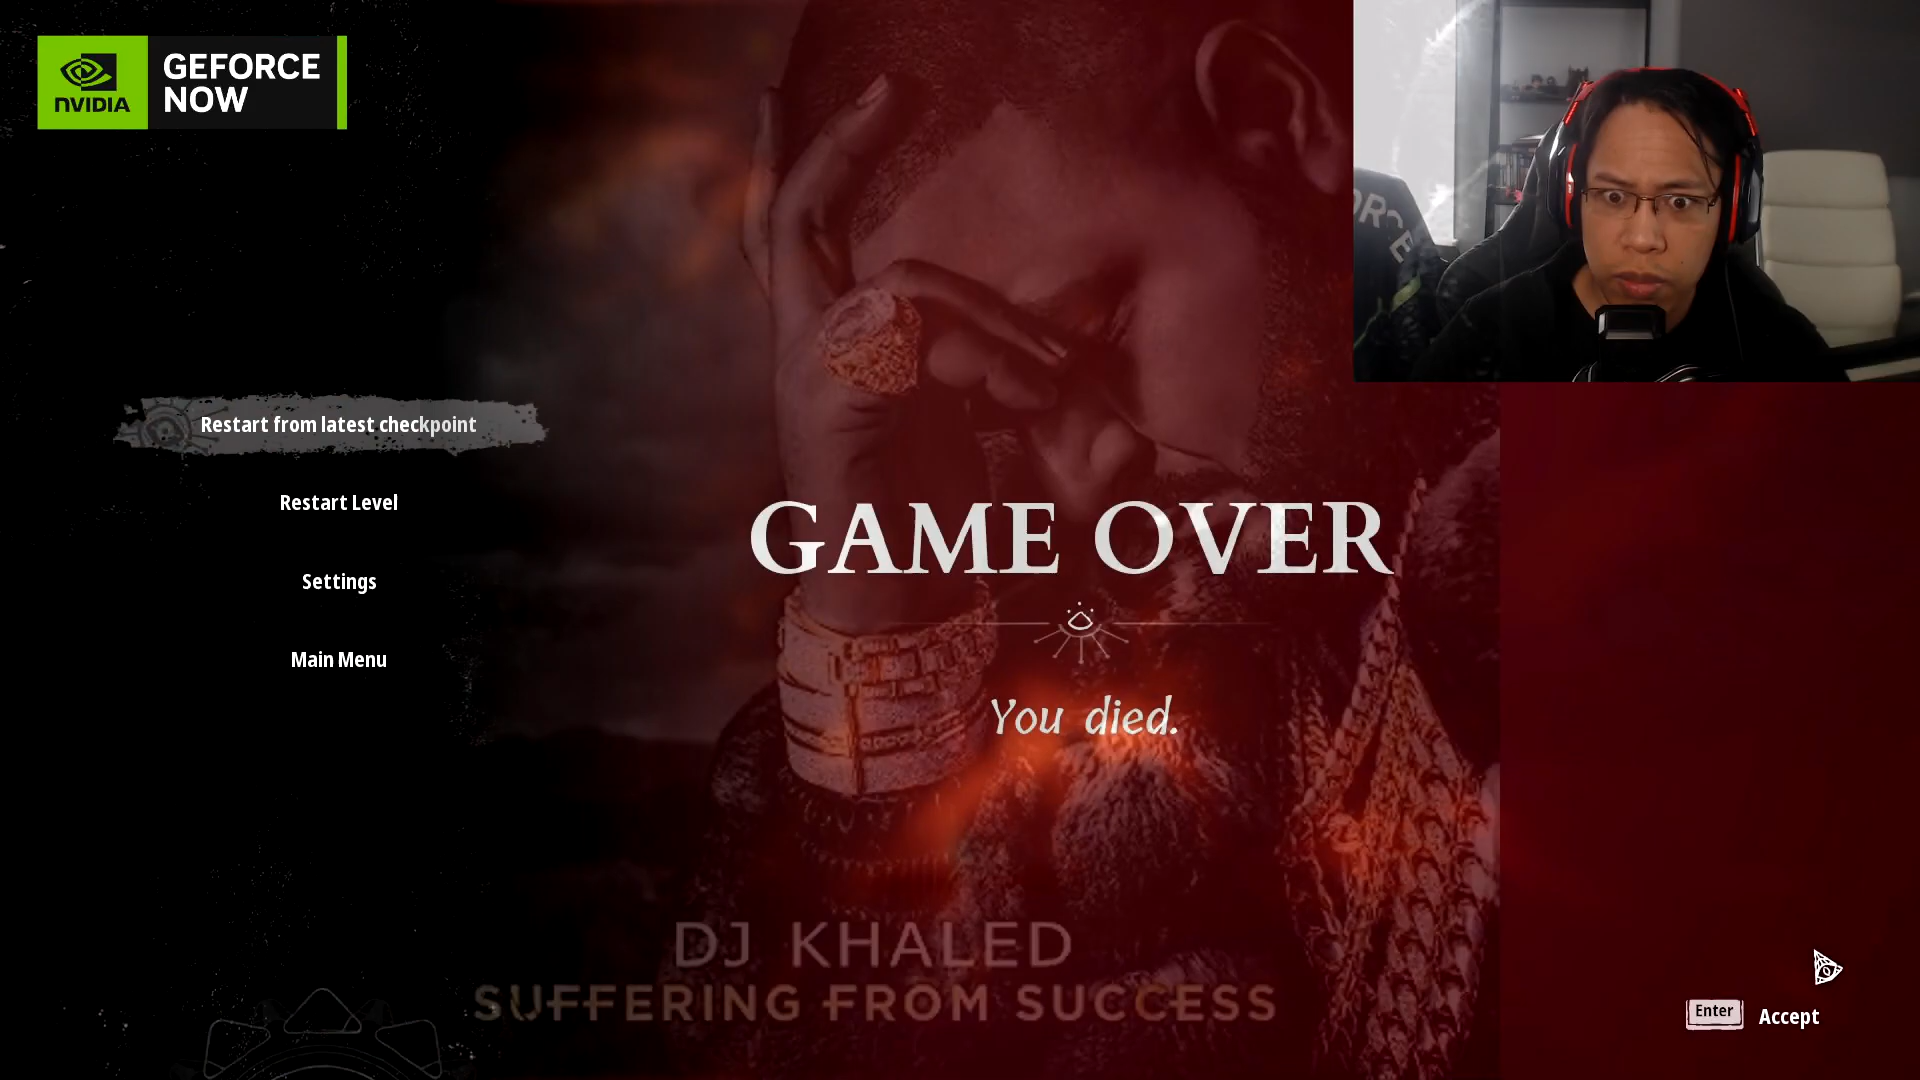 NVIDIA
GEFORCE
NOW
Restart from latest checkpoint
Restart Level
Settings
Main Menu
GAME OVER
You died.
DJ KHALED
SUFFERING FROM SUCCESS
Enter Accept